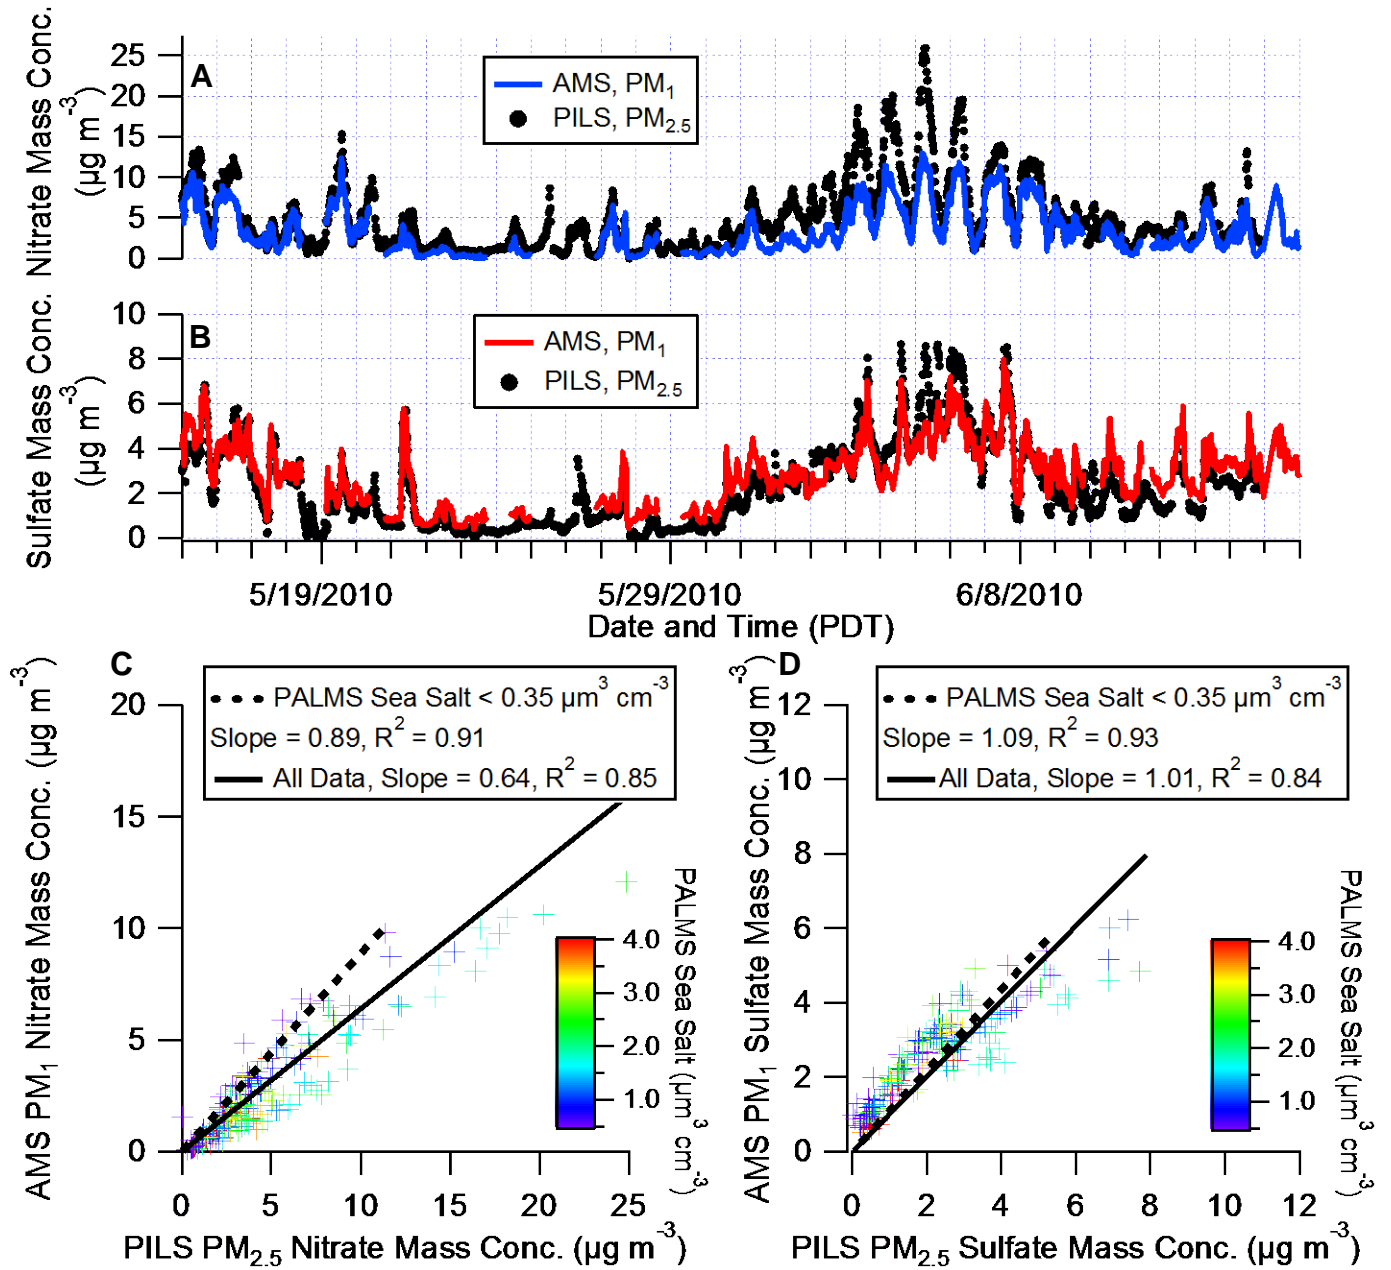 A
Nitrate Mass Conc.
(µg m⁻³)
25
20
15
10
5
0
AMS, PM₁
PILS, PM₂.₅
B
Sulfate Mass Conc.
(µg m⁻³)
10
8
6
4
2
0
AMS, PM₁
PILS, PM₂.₅
5/19/2010
5/29/2010
6/8/2010
Date and Time (PDT)
C
PALMS Sea Salt < 0.35 µm³ cm⁻³
Slope = 0.89, R² = 0.91
All Data, Slope = 0.64, R² = 0.85
AMS PM₁ Nitrate Mass Conc. (µg m⁻³)
20
15
10
5
0
4.0
3.0
2.0
1.0
PALMS Sea Salt (µm³ cm⁻³)
0
5
10
15
20
25
PILS PM₂.₅ Nitrate Mass Conc. (µg m⁻³)
D
PALMS Sea Salt < 0.35 µm³ cm⁻³
Slope = 1.09, R² = 0.93
All Data, Slope = 1.01, R² = 0.84
AMS PM₁ Sulfate Mass Conc. (µg m⁻³)
12
10
8
6
4
2
0
4.0
3.0
2.0
1.0
PALMS Sea Salt (µm³ cm⁻³)
0
2
4
6
8
10
12
PILS PM₂.₅ Sulfate Mass Conc. (µg m⁻³)